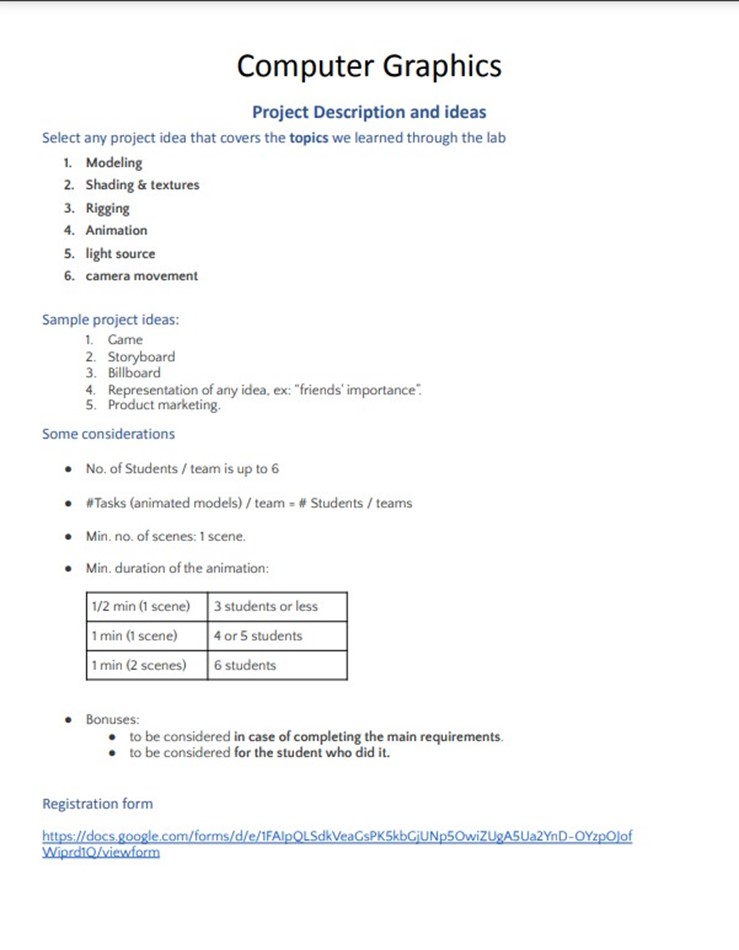 Computer Graphics
Project Description and ideas
Select any project idea that covers the topics we learned through the lab
1. Modeling
2. Shading & textures
3. Rigging
4. Animation
5. light source
6. camera movement
Sample project ideas:
1. Game
2. Storyboard
3. Billboard
4. Representation of any idea, ex: "friends' importance".
5. Product marketing.
Some considerations
• No. of Students / team is up to 6
• #Tasks (animated models) / team = # Students / teams
• Min. no. of scenes: 1 scene.
• Min. duration of the animation:
1/2 min (1 scene) 3 students or less
1 min (1 scene) 4 or 5 students
1 min (2 scenes) 6 students
• Bonuses:
• to be considered in case of completing the main requirements.
• to be considered for the student who did it.
Registration form
https://docs.google.com/forms/d/e/1FAIpQLSdkVeaGsPK5kbGjUNp5OwiZUgA5Ua2YnD-OYzpOJof
Wiprd1Q/viewform